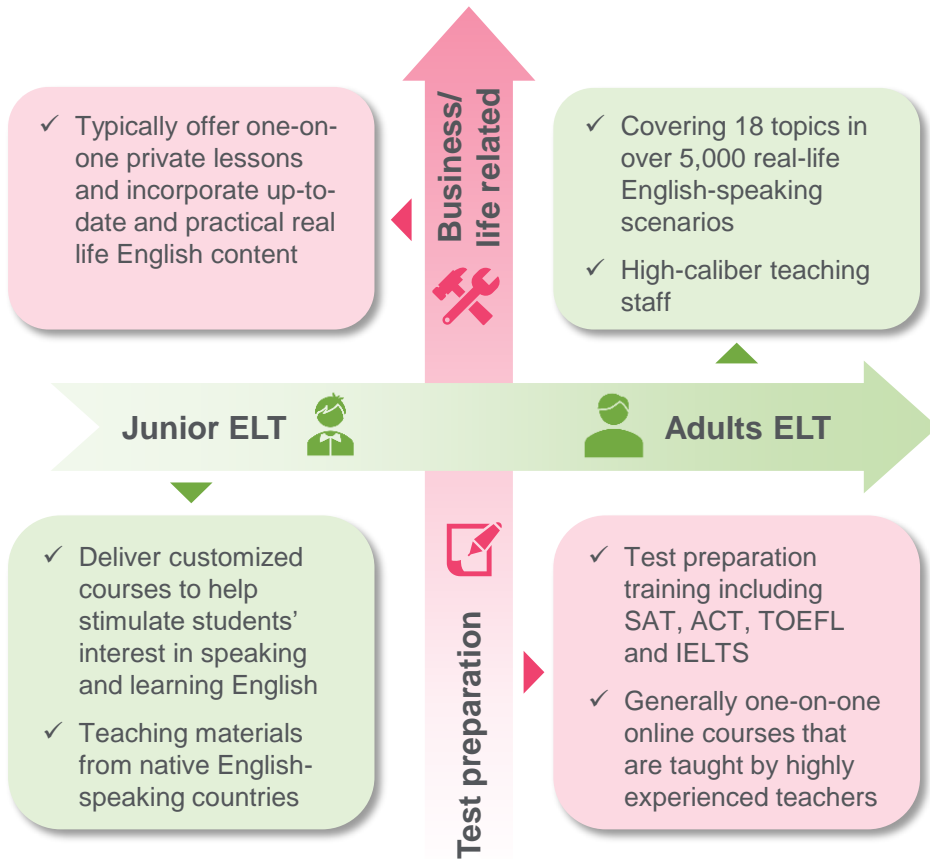 ✓ Typically offer one-on-
one private lessons
and incorporate up-to-
date and practical real
life English content
Business/
life related
✓ Covering 18 topics in
over 5,000 real-life
English-speaking
scenarios
✓ High-caliber teaching
staff
Junior ELT
Adults ELT
✓ Deliver customized
courses to help
stimulate students’
interest in speaking
and learning English
✓ Teaching materials
from native English-
speaking countries
Test preparation
✓ Test preparation
training including
SAT, ACT, TOEFL
and IELTS
✓ Generally one-on-one
online courses that
are taught by highly
experienced teachers